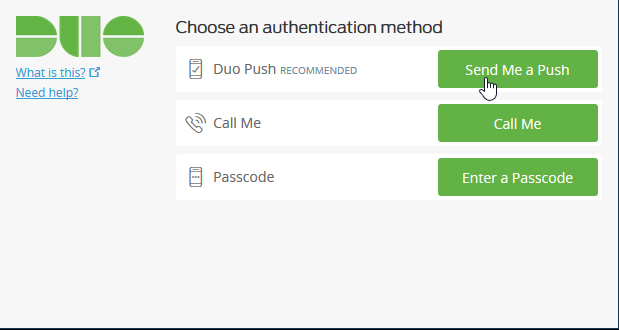 DUO
What is this?
Need help?
Choose an authentication method
Duo Push RECOMMENDED
Send Me a Push
Call Me
Call Me
Passcode
Enter a Passcode